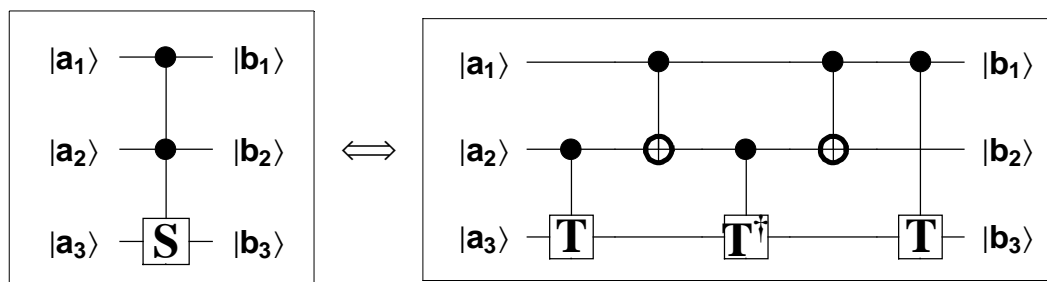 |a₁⟩ |b₁⟩ |a₁⟩ |b₁⟩
|a₂⟩ |b₂⟩ ⟺ |a₂⟩ |b₂⟩
|a₃⟩ S |b₃⟩ |a₃⟩ T T† T |b₃⟩